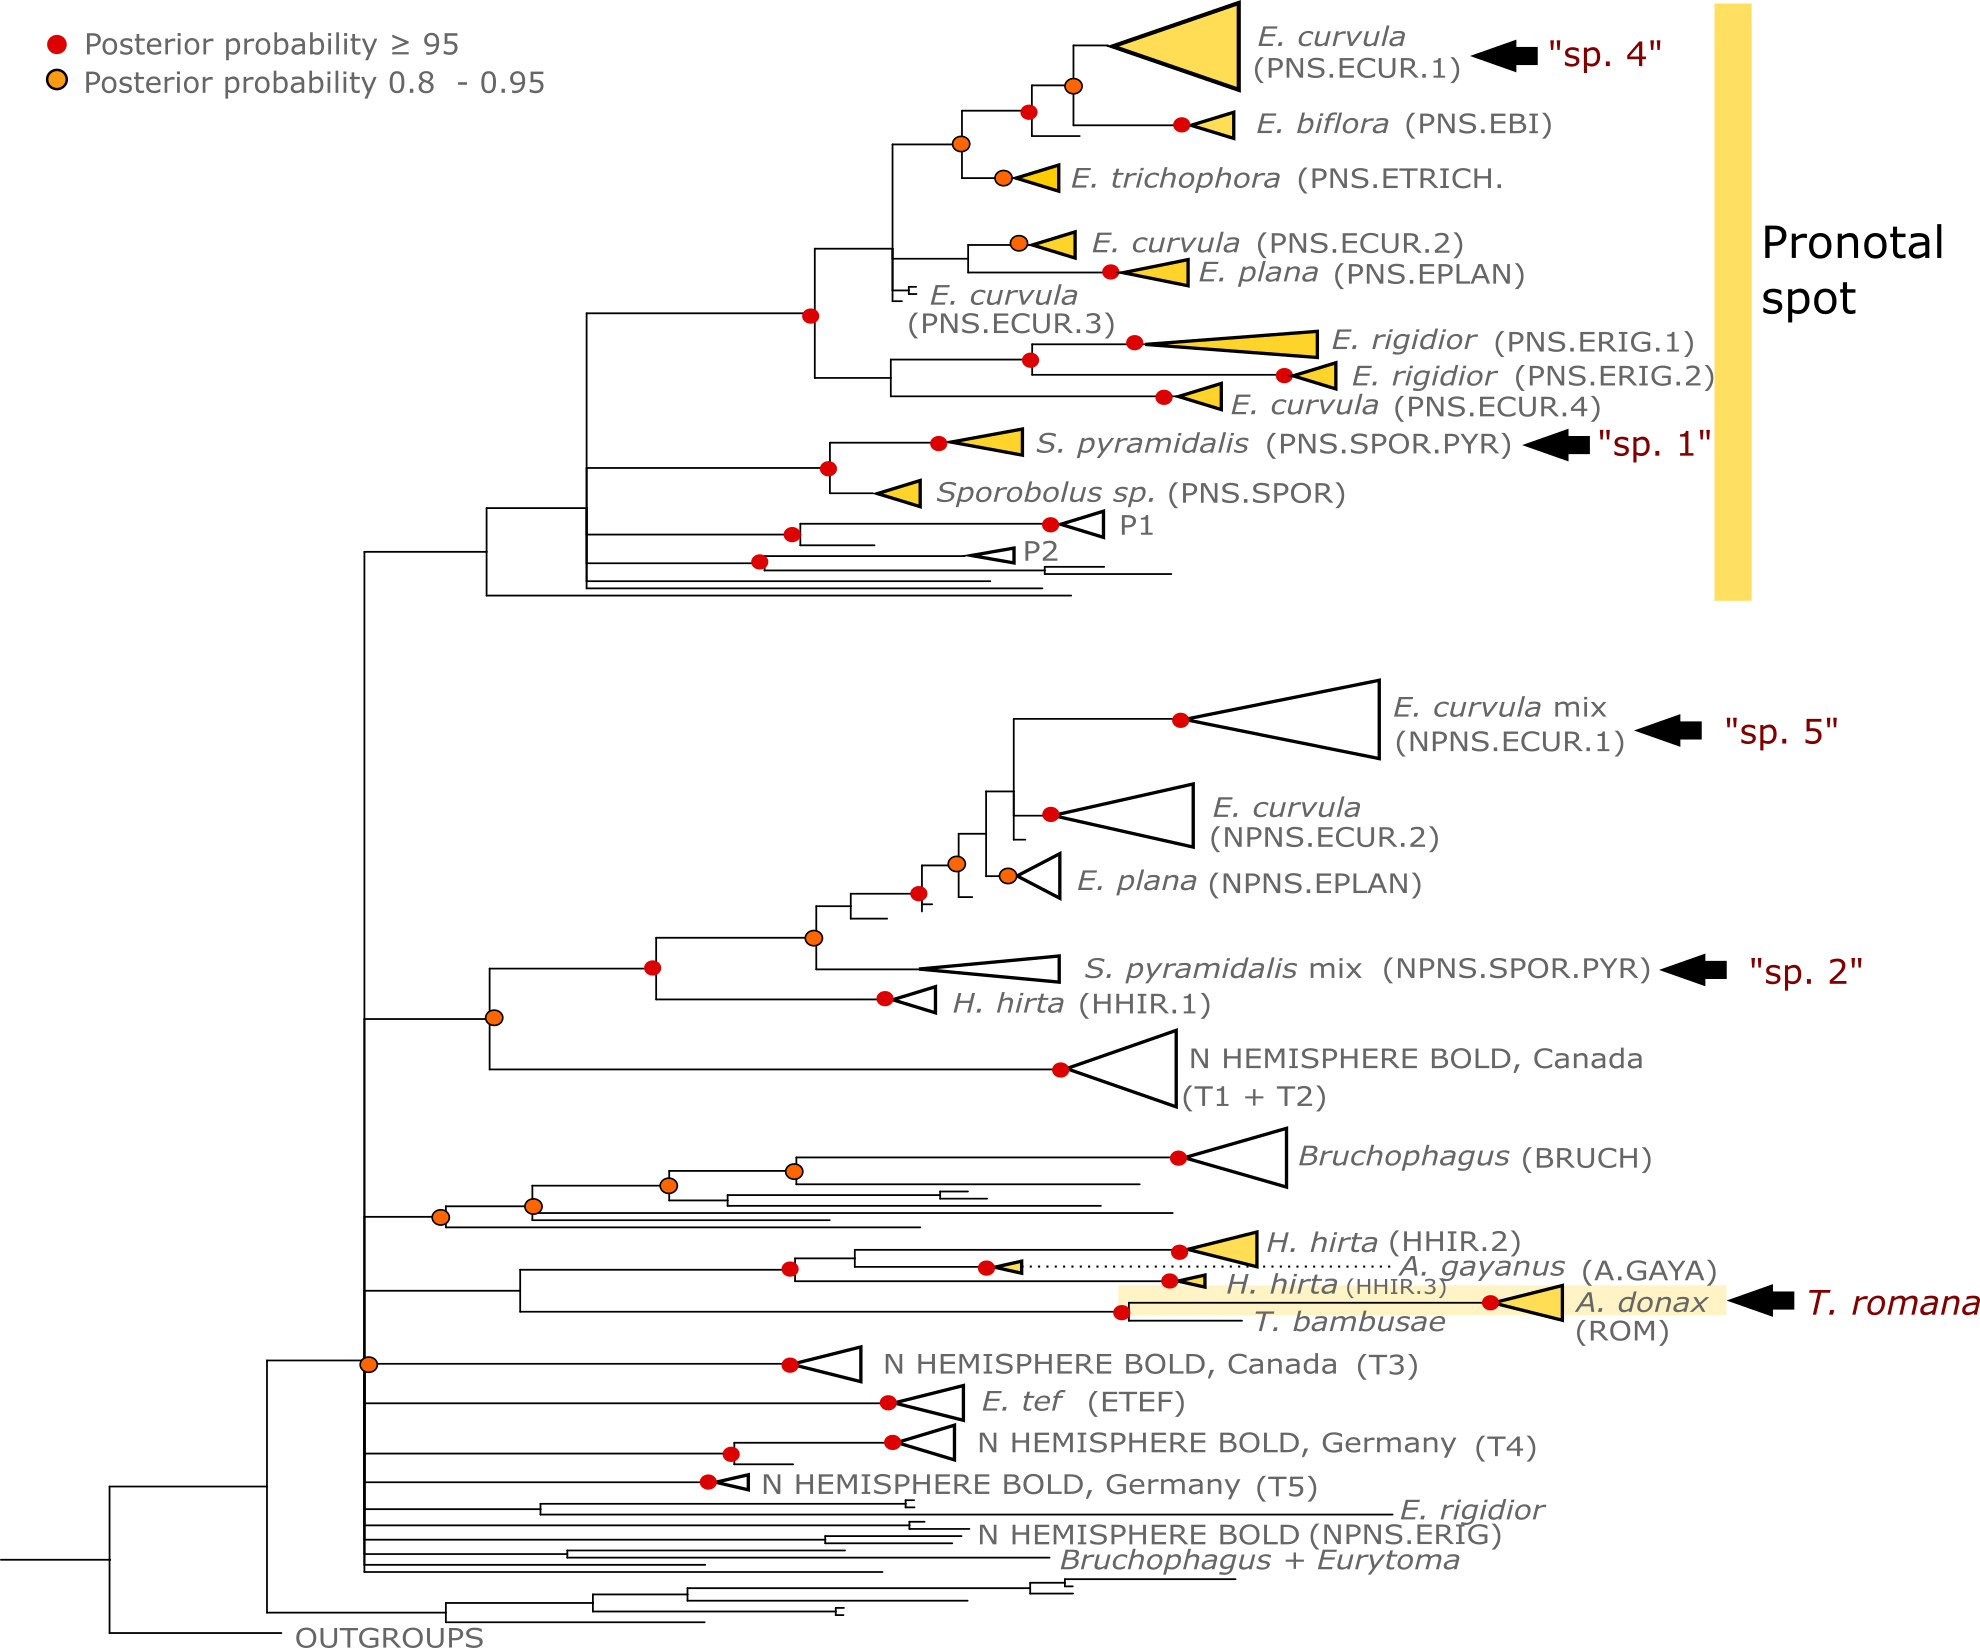 Posterior probability ≥ 95
Posterior probability 0.8 - 0.95
E. curvula
(PNS.ECUR.1)
"sp. 4"
E. biflora (PNS.EBI)
E. trichophora (PNS.ETRICH.
E. curvula (PNS.ECUR.2)
E. plana (PNS.EPLAN)
E. curvula
(PNS.ECUR.3)
Pronotal
spot
E. rigidior (PNS.ERIG.1)
E. rigidior (PNS.ERIG.2)
E. curvula (PNS.ECUR.4)
S. pyramidalis (PNS.SPOR.PYR)
"sp. 1"
Sporobolus sp. (PNS.SPOR)
P1
P2
E. curvula mix
(NPNS.ECUR.1)
"sp. 5"
E. curvula
(NPNS.ECUR.2)
E. plana (NPNS.EPLAN)
S. pyramidalis mix (NPNS.SPOR.PYR)
"sp. 2"
H. hirta (HHIR.1)
N HEMISPHERE BOLD, Canada
(T1 + T2)
Bruchophagus (BRUCH)
H. hirta (HHIR.2)
A. gayanus (A.GAYA)
H. hirta (HHIR.3)
A. donax
(ROM)
T. romana
T. bambusae
N HEMISPHERE BOLD, Canada (T3)
E. tef (ETEF)
N HEMISPHERE BOLD, Germany (T4)
N HEMISPHERE BOLD, Germany (T5)
E. rigidior
N HEMISPHERE BOLD (NPNS.ERIG)
Bruchophagus + Eurytoma
OUTGROUPS